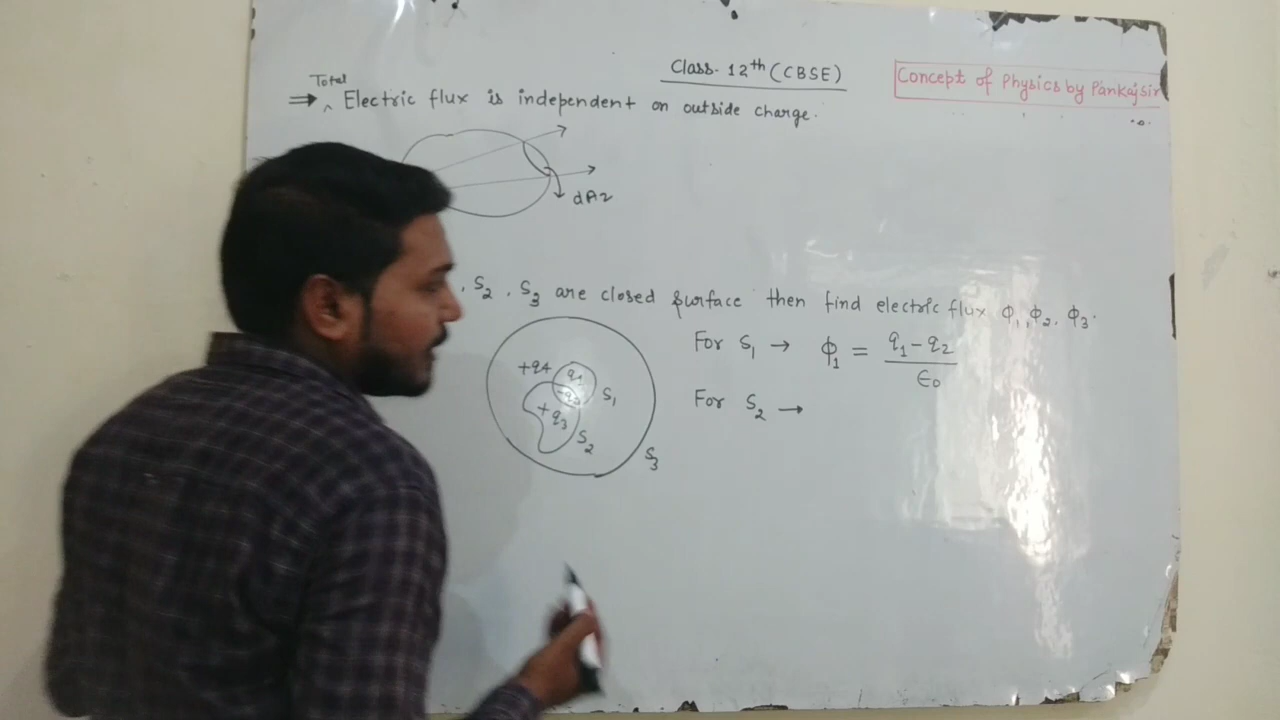 Class- 12th (CBSE)
Concept of Physics by Pankaj sir
Total
⇒ ^ Electric flux is independent on outside charge.
dA2
, S2 , S3 are closed surface then find electric flux Φ1, Φ2, Φ3.
For S1 → Φ1 = q1-q2 / ε0
+q4 q1
-q2 S1
+q3
S2
S3
For S2 →